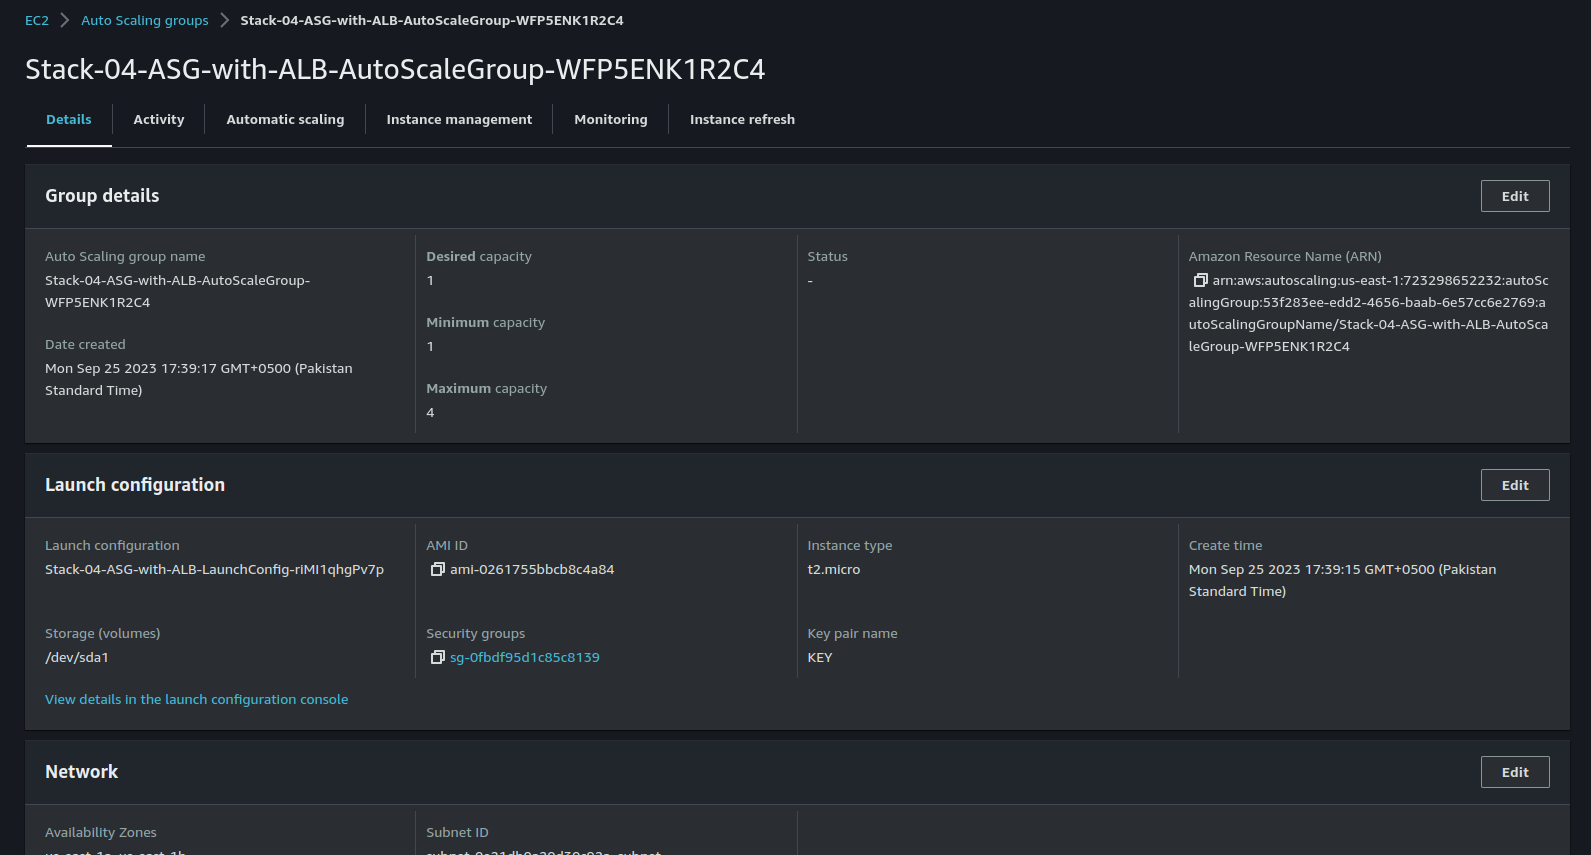 EC2 > Auto Scaling groups > Stack-04-ASG-with-ALB-AutoScaleGroup-WFP5ENK1R2C4
Stack-04-ASG-with-ALB-AutoScaleGroup-WFP5ENK1R2C4
Details Activity Automatic scaling Instance management Monitoring Instance refresh
Group details
Edit
Auto Scaling group name
Stack-04-ASG-with-ALB-AutoScaleGroup-
WFP5ENK1R2C4
Date created
Mon Sep 25 2023 17:39:17 GMT+0500 (Pakistan
Standard Time)
Desired capacity
1
Minimum capacity
1
Maximum capacity
4
Status
-
Amazon Resource Name (ARN)
arn:aws:autoscaling:us-east-1:723298652232:autoSc
alingGroup:53f283ee-edd2-4656-baab-6e57cc6e2769:a
utoScalingGroupName/Stack-04-ASG-with-ALB-AutoSca
leGroup-WFP5ENK1R2C4
Launch configuration
Edit
Launch configuration
Stack-04-ASG-with-ALB-LaunchConfig-riMI1qhgPv7p
AMI ID
ami-0261755bbcb8c4a84
Instance type
t2.micro
Create time
Mon Sep 25 2023 17:39:15 GMT+0500 (Pakistan
Standard Time)
Storage (volumes)
/dev/sda1
Security groups
sg-0fbdf95d1c85c8139
Key pair name
KEY
View details in the launch configuration console
Network
Edit
Availability Zones
Subnet ID